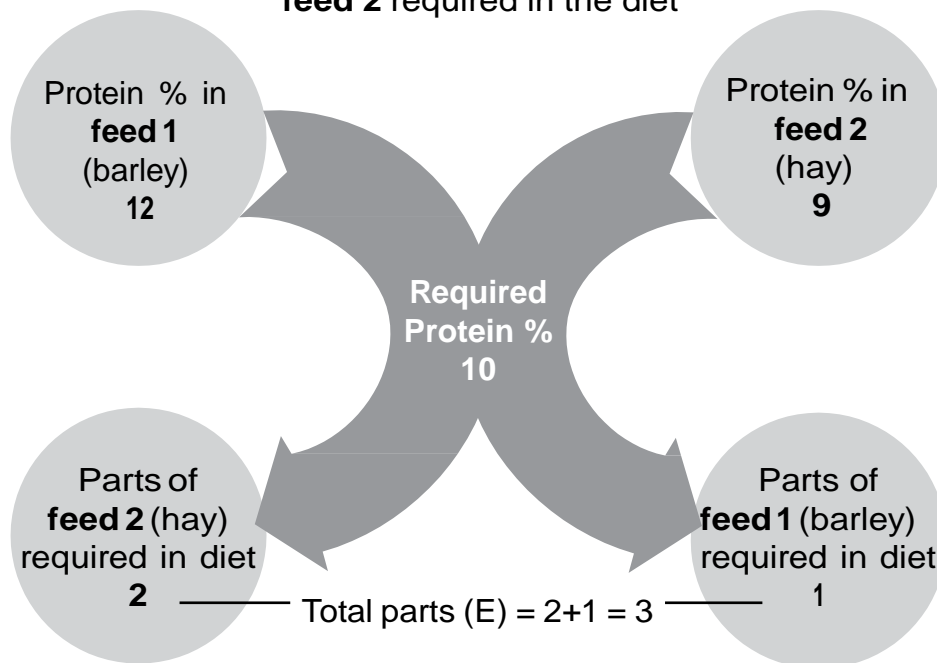 feed 2 required in the diet
Protein % in
feed 1
(barley)
12
Protein % in
feed 2
(hay)
9
Required
Protein %
10
Parts of
feed 2 (hay)
required in diet
2
Parts of
feed 1 (barley)
required in diet
1
Total parts (E) = 2+1 = 3